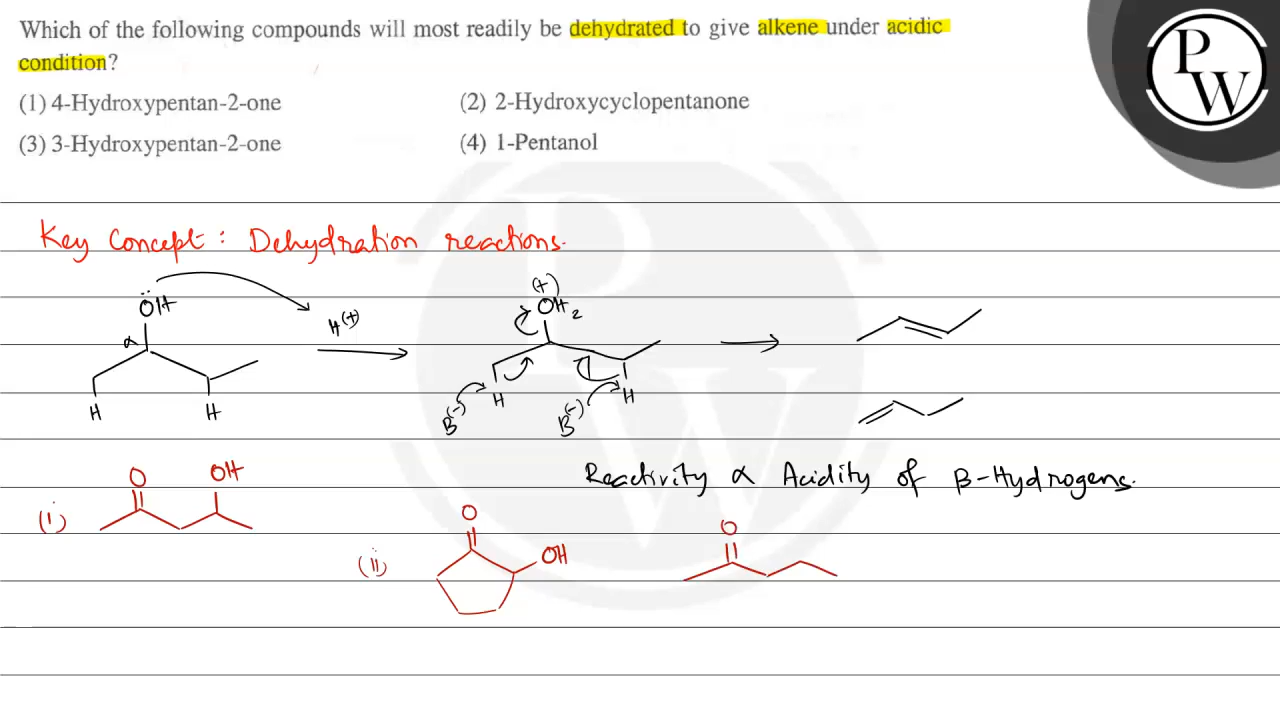 Which of the following compounds will most readily be dehydrated to give alkene under acidic
condition?
(1) 4-Hydroxypentan-2-one (2) 2-Hydroxycyclopentanone
(3) 3-Hydroxypentan-2-one (4) 1-Pentanol
P
W
Key Concept: Dehydration reactions.
ÖH
α
H H
H(+)
(+)
OH2
H H
B(-) B(-)
Reactivity α Acidity of β-Hydrogens.
(i) O OH
(ii) O OH
O